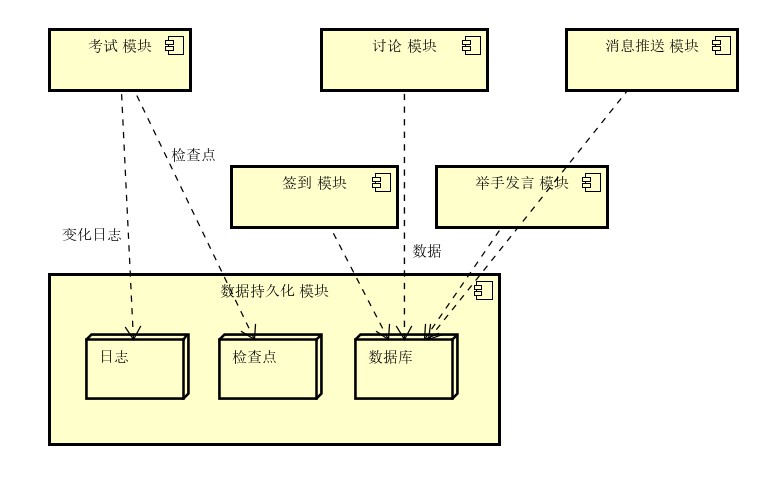 考试 模块
讨论 模块
消息推送 模块
检查点
签到 模块
举手发言 模块
变化日志
数据
数据持久化 模块
日志
检查点
数据库